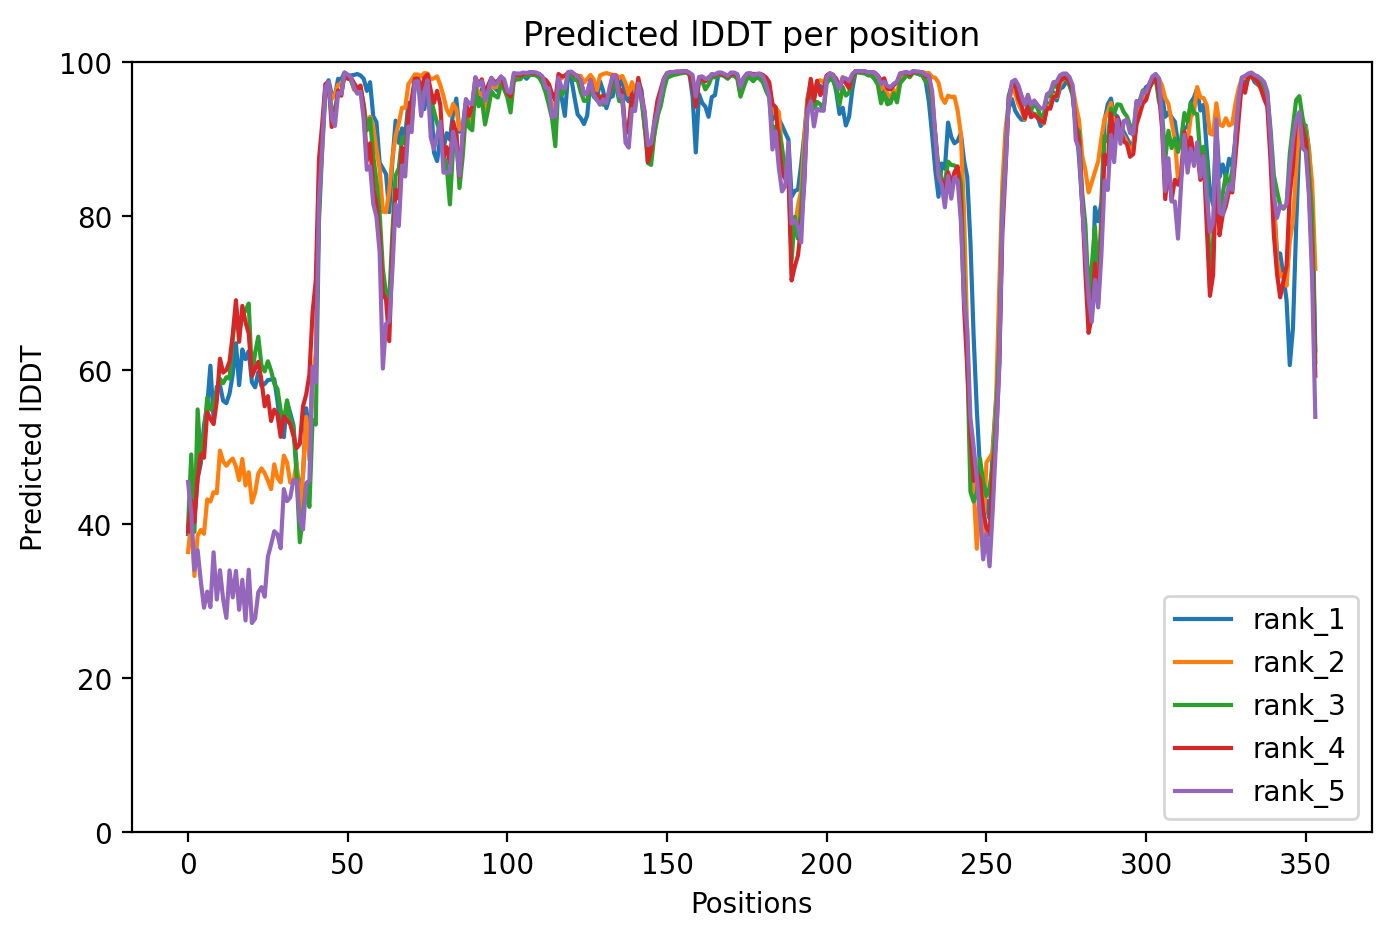 Predicted lDDT per position
100
80
60
40
20
0
Predicted lDDT
0 50 100 150 200 250 300 350
Positions
rank_1
rank_2
rank_3
rank_4
rank_5